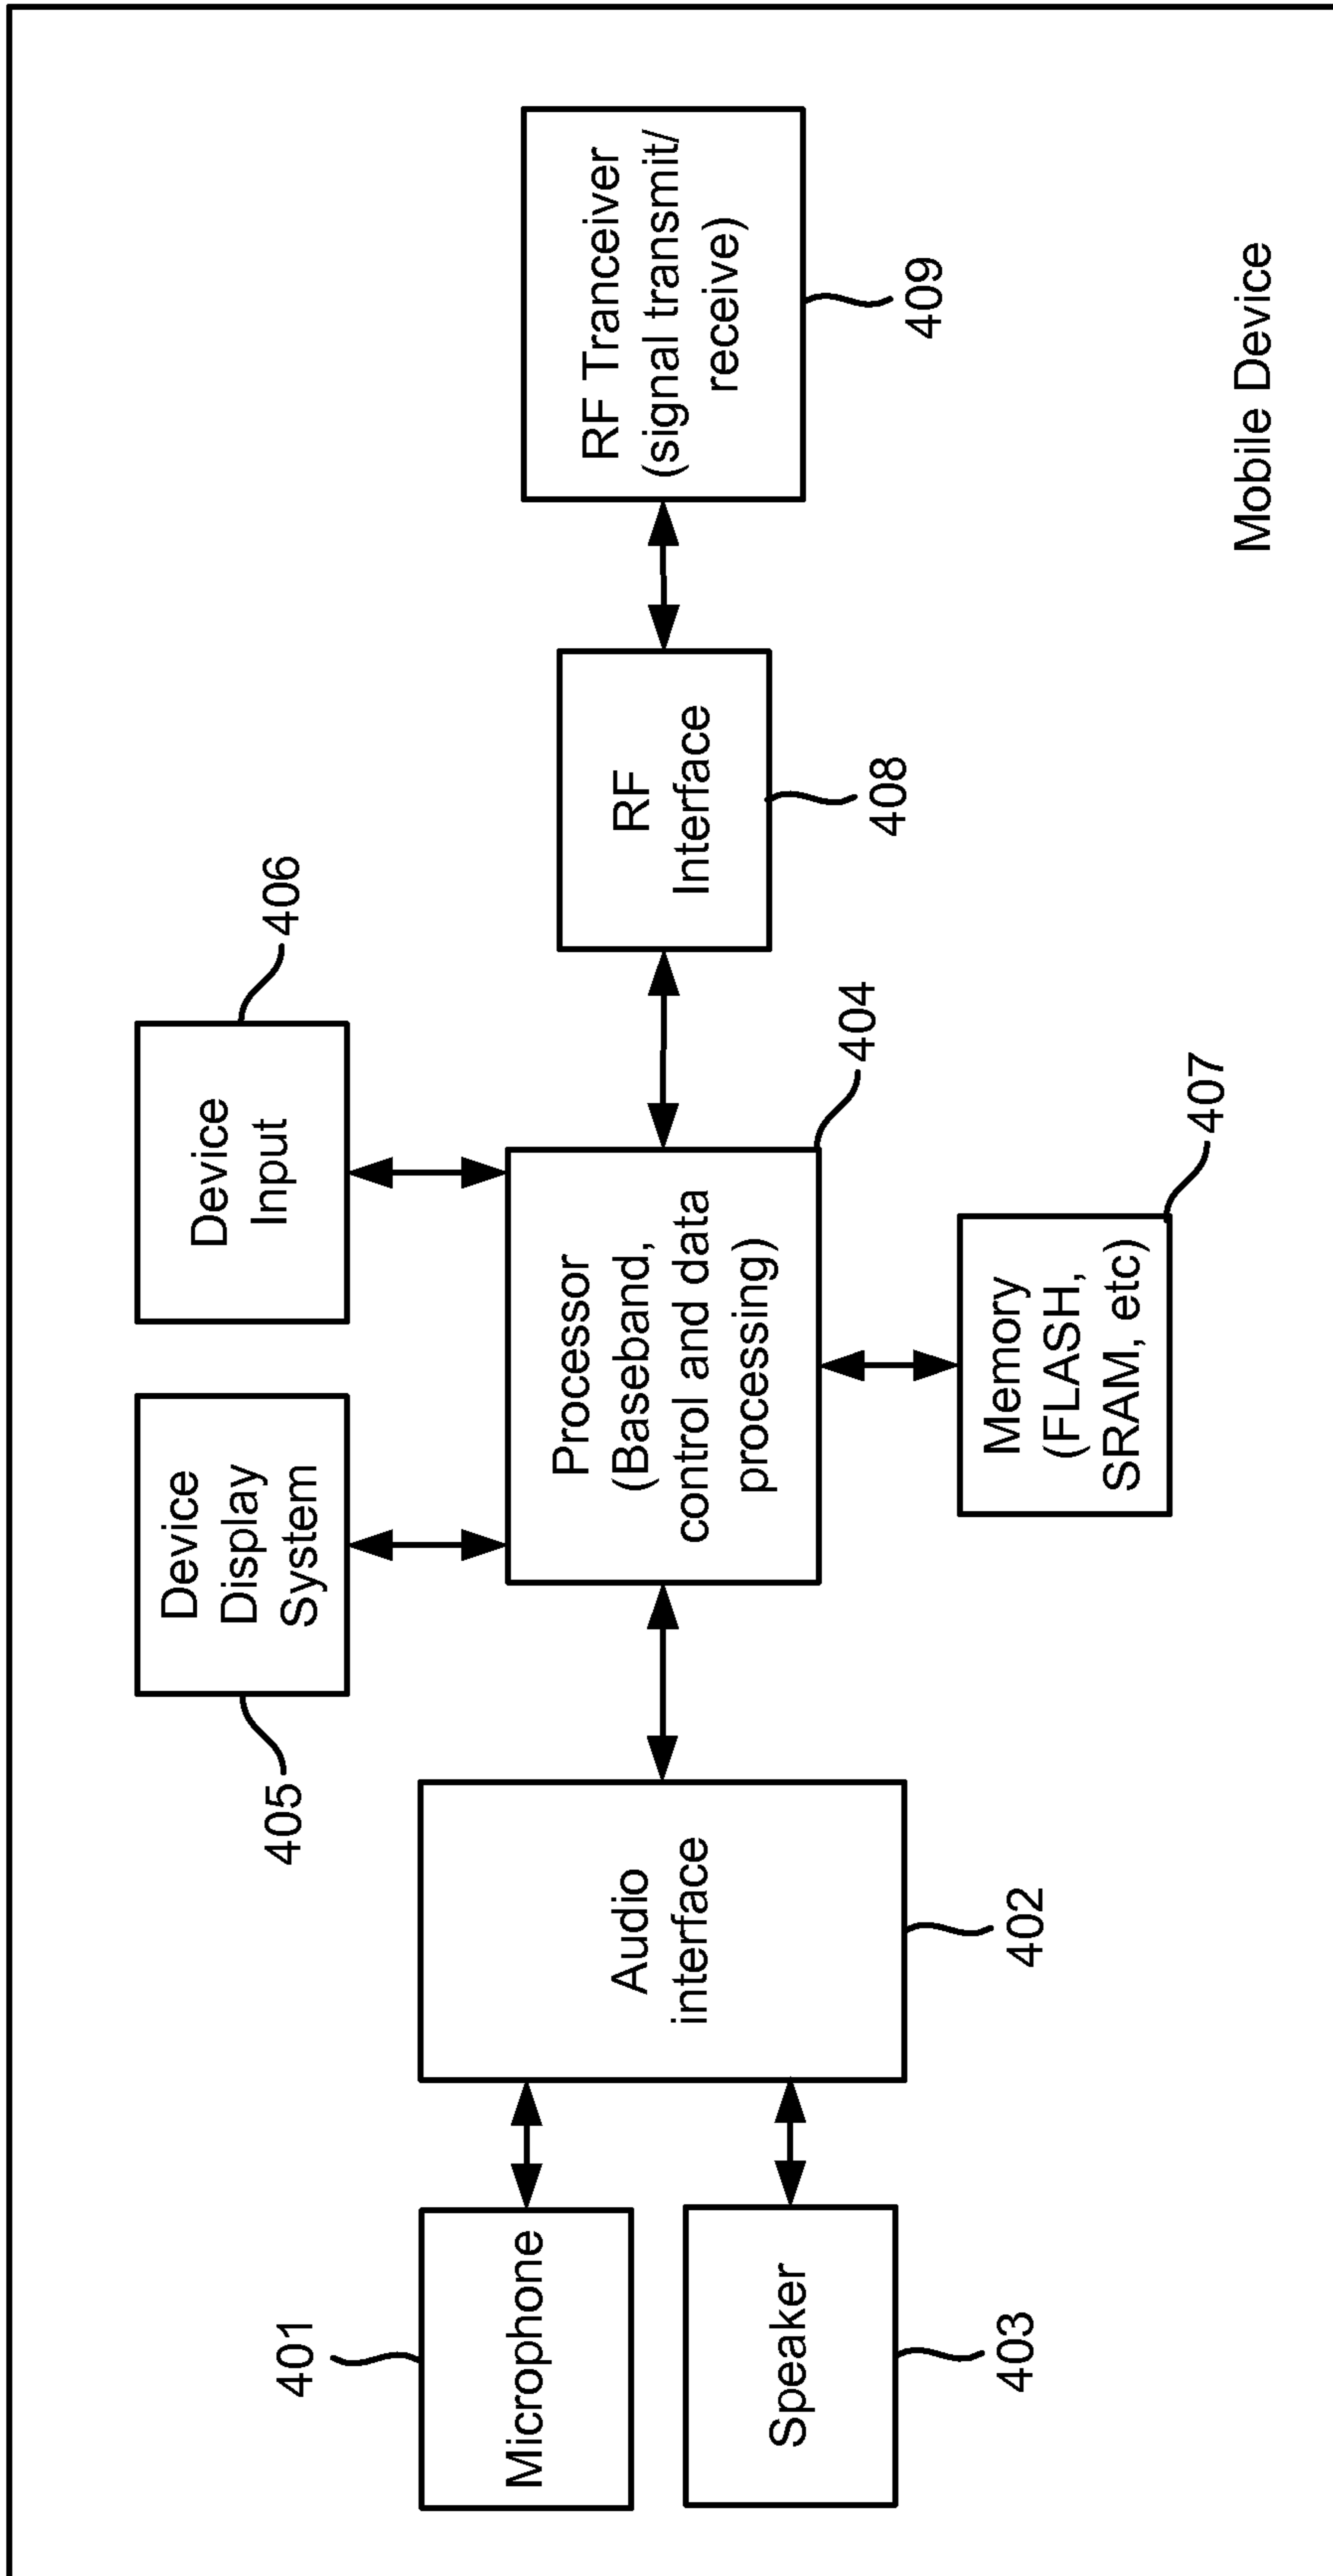 405
Device
Display
System
406
Device
Input
401
Microphone
Audio
interface
402
Processor
(Baseband,
control and data
processing)
404
RF
Interface
408
RF Tranceiver
(signal transmit/
receive)
409
Speaker
403
Memory
(FLASH,
SRAM, etc)
407
Mobile Device